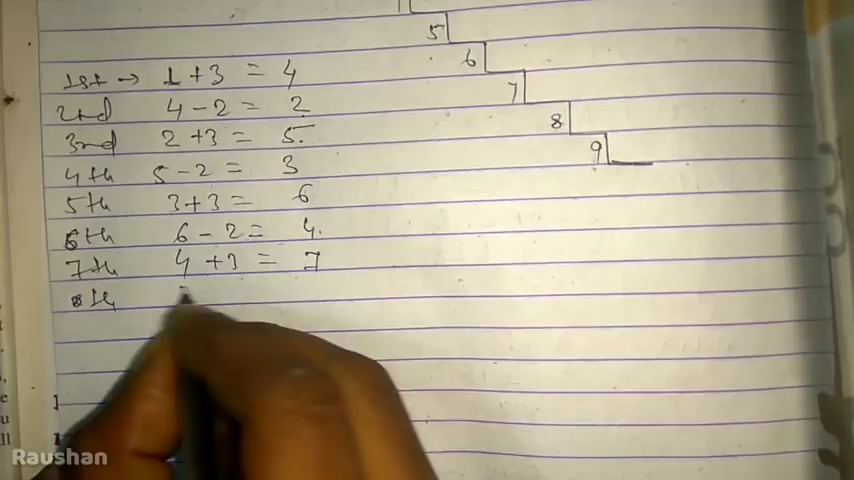 5
6
7
8
9
1st → 1 + 3 = 4
2nd 4 - 2 = 2
3rd 2 + 3 = 5.
4th 5 - 2 = 3
5th 3 + 3 = 6
6th 6 - 2 = 4.
7th 4 + 3 = 7
8th
Raushan